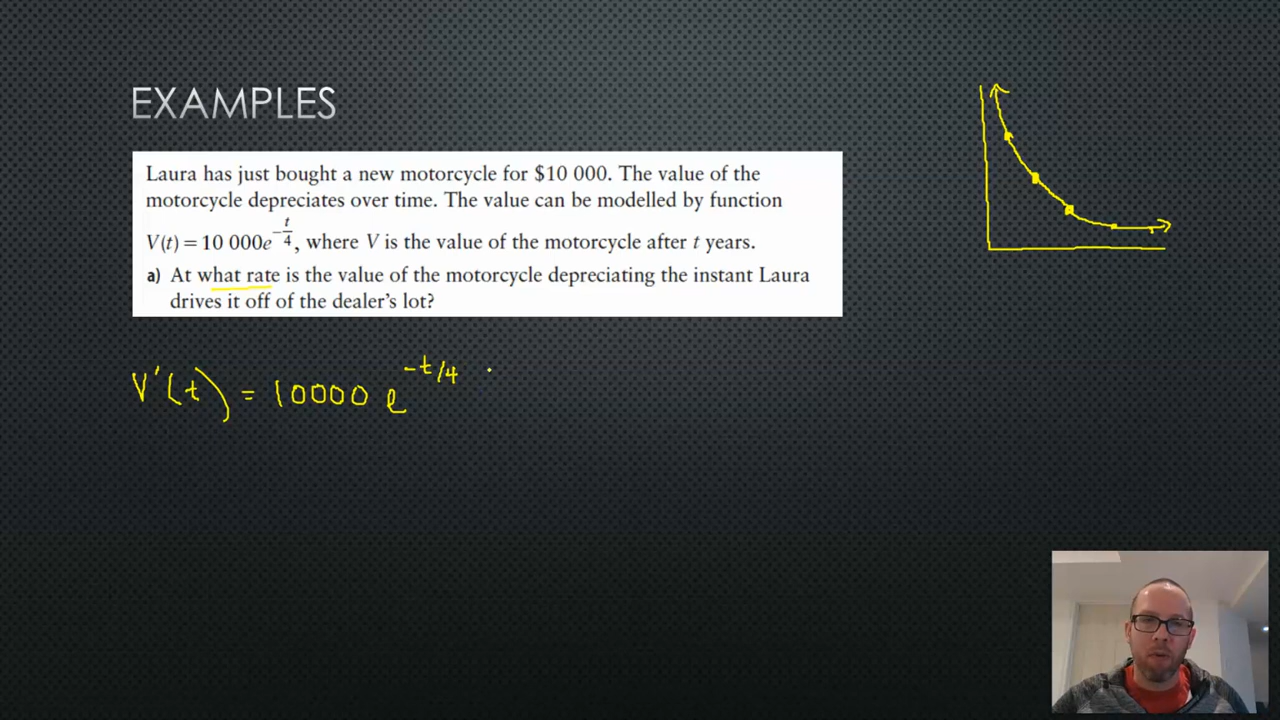 EXAMPLES
Laura has just bought a new motorcycle for $10 000. The value of the
motorcycle depreciates over time. The value can be modelled by function
V(t) = 10 000e^{-t/4}, where V is the value of the motorcycle after t years.
a) At what rate is the value of the motorcycle depreciating the instant Laura
drives it off of the dealer's lot?
V'(t) = 10000 e^{-t/4} ·